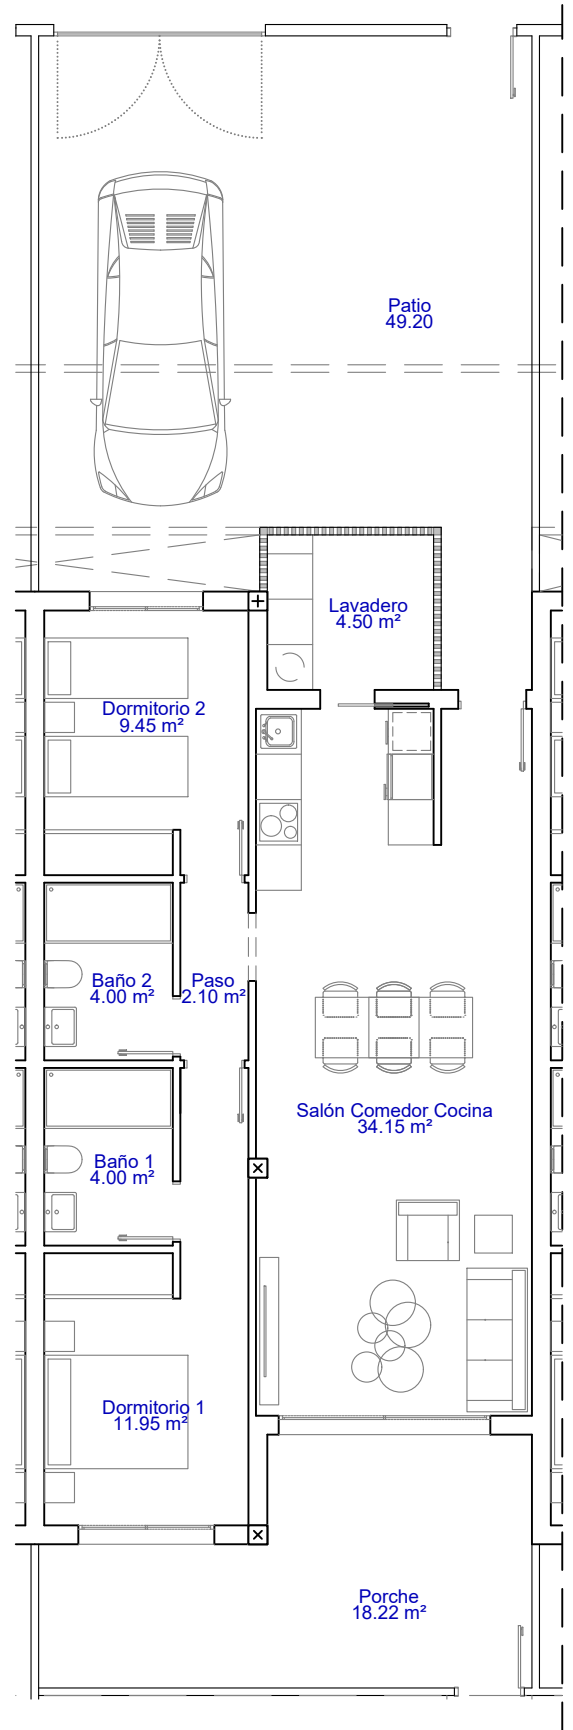 Patio
49.20
Lavadero
4.50 m²
Dormitorio 2
9.45 m²
Baño 2
4.00 m²
Paso
2.10 m²
Salón Comedor Cocina
34.15 m²
Baño 1
4.00 m²
Dormitorio 1
11.95 m²
Porche
18.22 m²